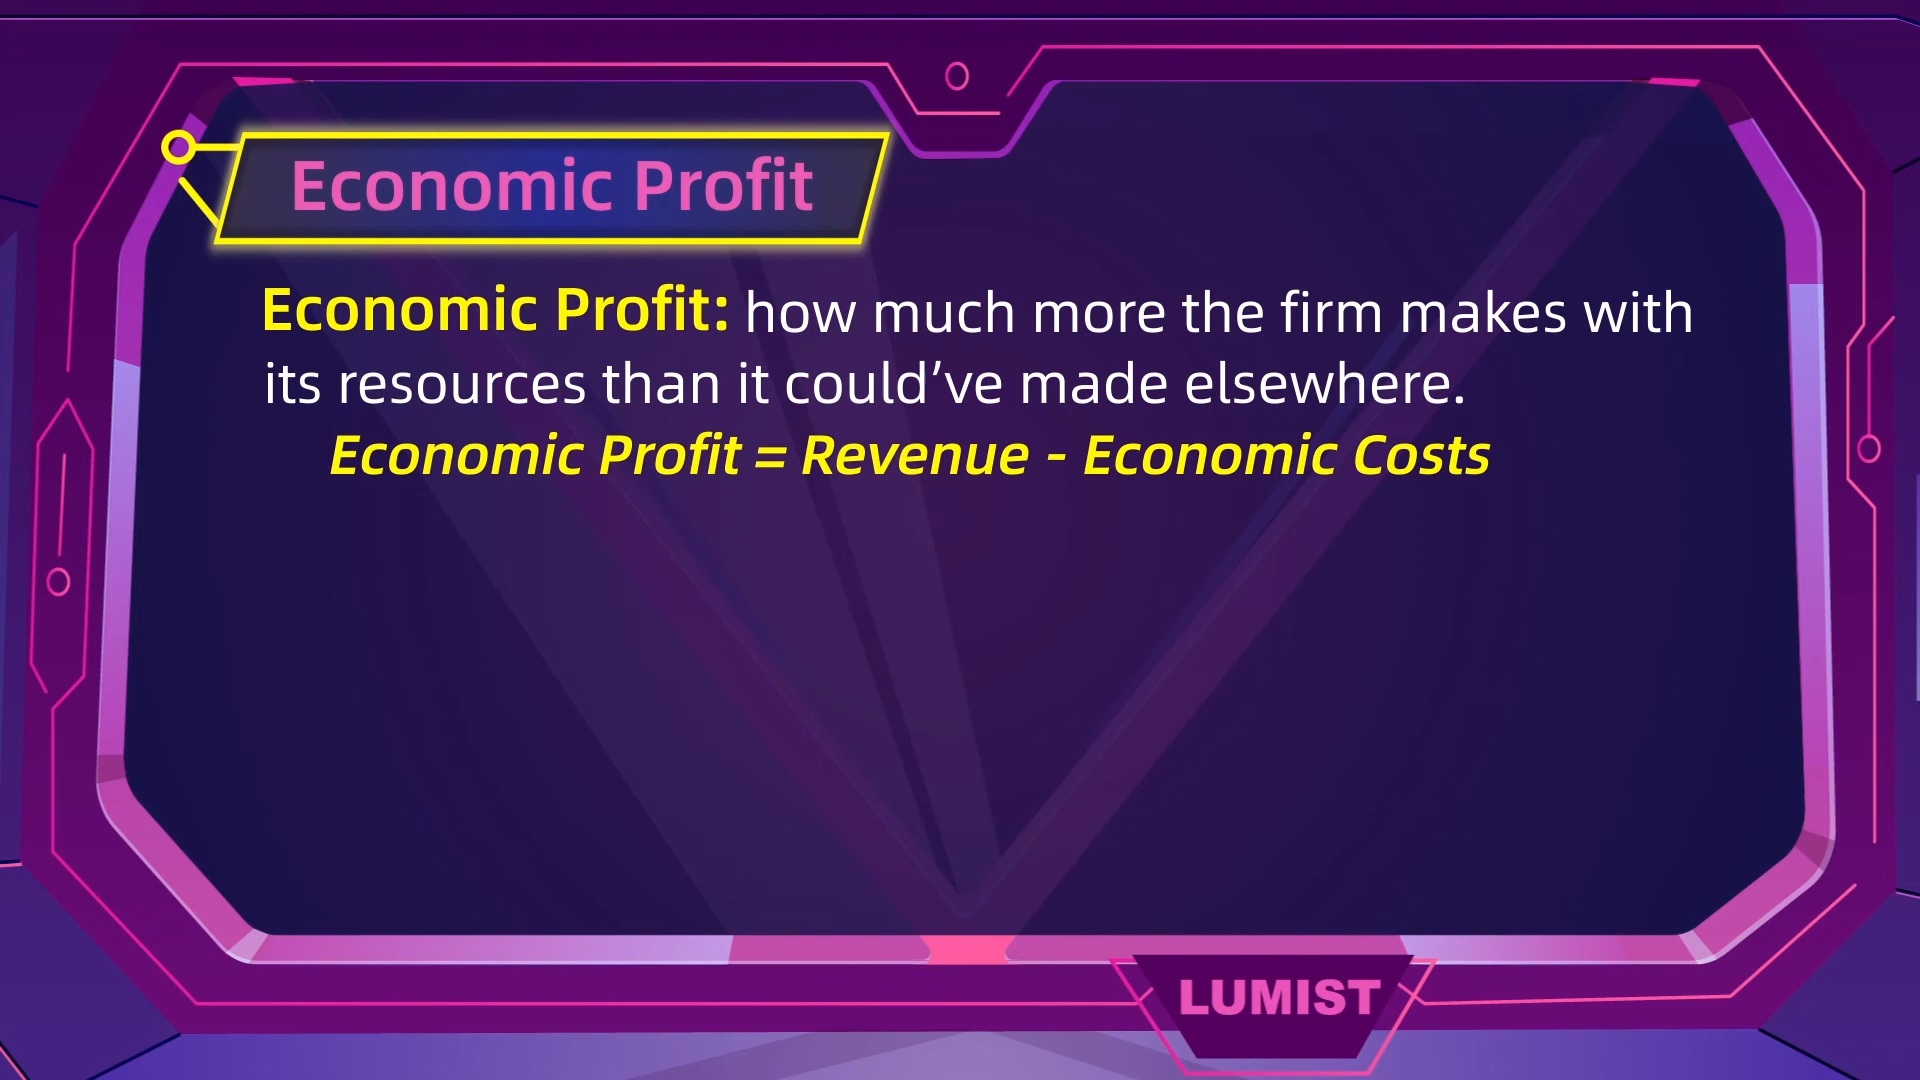 Economic Profit
Economic Profit: how much more the firm makes with
its resources than it could’ve made elsewhere.
Economic Profit = Revenue - Economic Costs
LUMIST